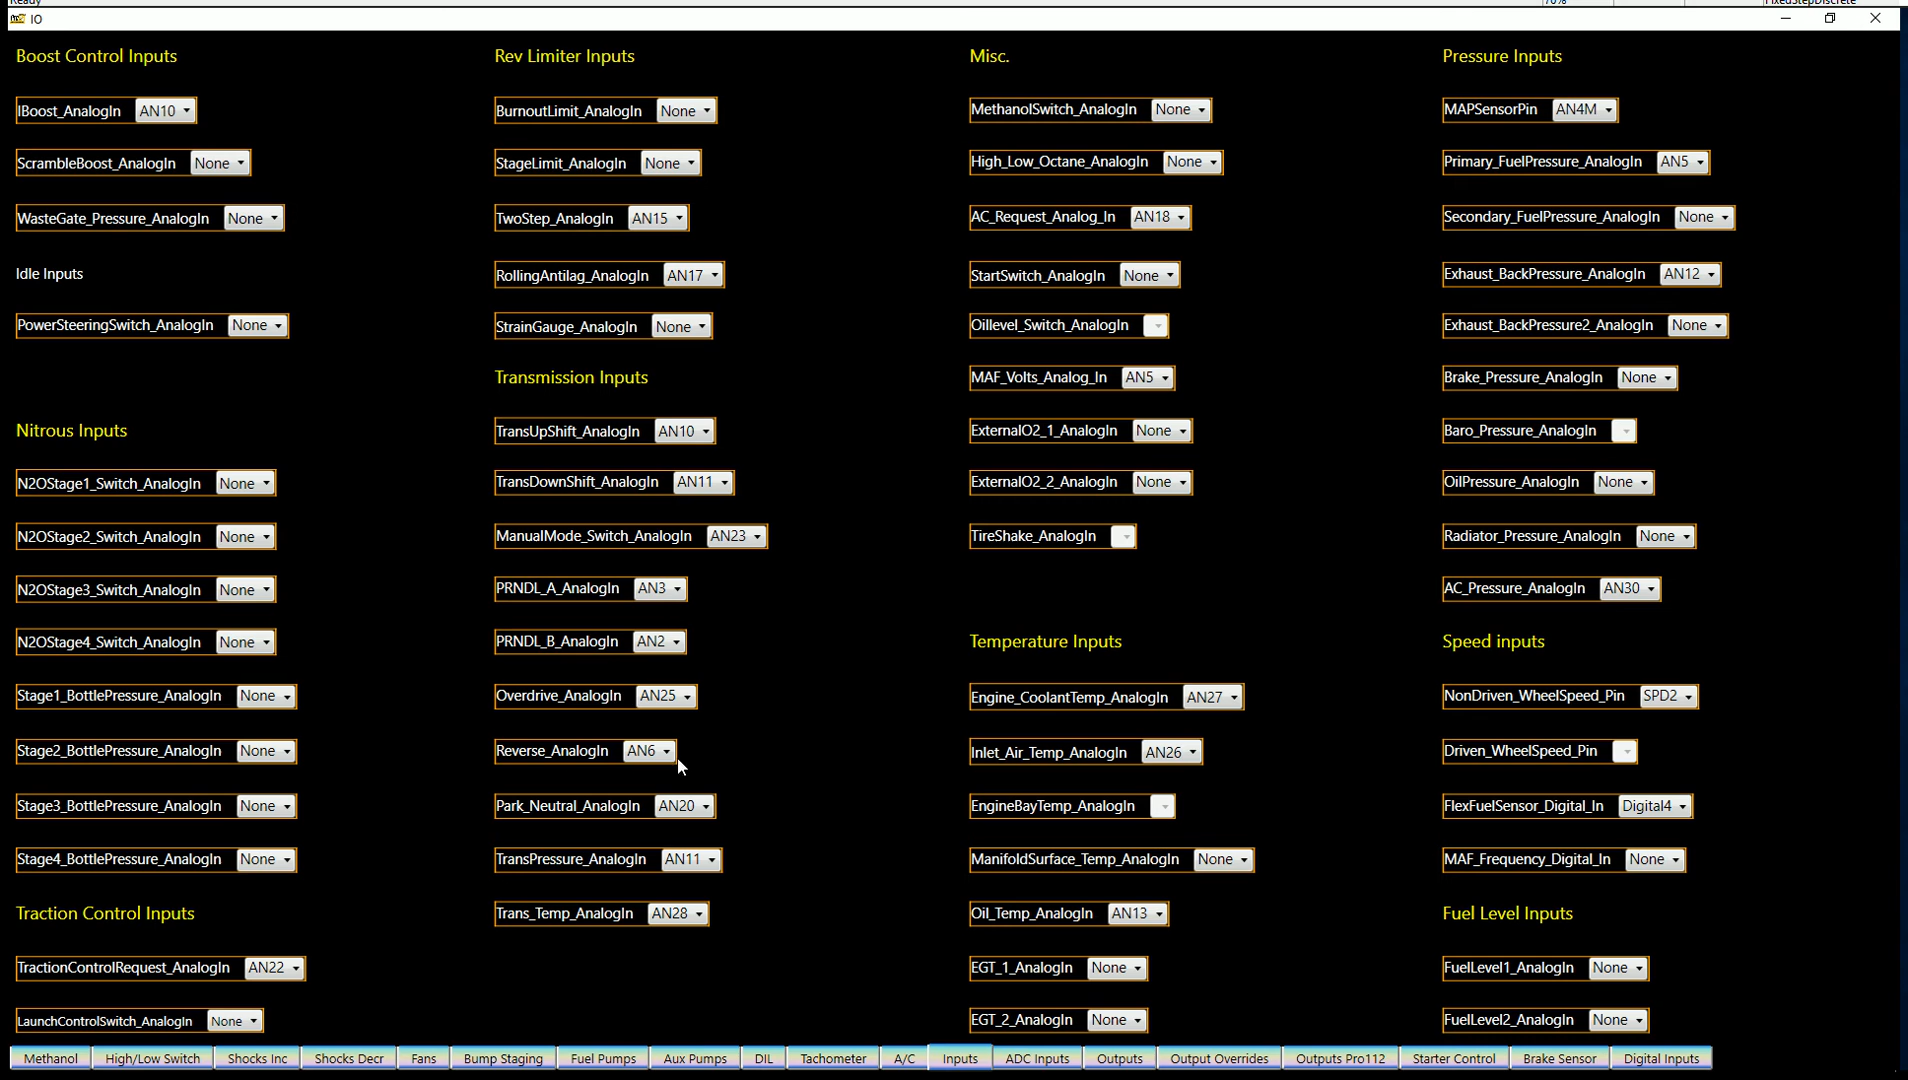 Ready
70%
FixedStepDiscrete
IO
Boost Control Inputs
IBoost_AnalogIn AN10
ScrambleBoost_AnalogIn None
WasteGate_Pressure_AnalogIn None
Idle Inputs
PowerSteeringSwitch_AnalogIn None
Nitrous Inputs
N2OStage1_Switch_AnalogIn None
N2OStage2_Switch_AnalogIn None
N2OStage3_Switch_AnalogIn None
N2OStage4_Switch_AnalogIn None
Stage1_BottlePressure_AnalogIn None
Stage2_BottlePressure_AnalogIn None
Stage3_BottlePressure_AnalogIn None
Stage4_BottlePressure_AnalogIn None
Traction Control Inputs
TractionControlRequest_AnalogIn AN22
LaunchControlSwitch_AnalogIn None
Rev Limiter Inputs
BurnoutLimit_AnalogIn None
StageLimit_AnalogIn None
TwoStep_AnalogIn AN15
RollingAntilag_AnalogIn AN17
StrainGauge_AnalogIn None
Transmission Inputs
TransUpShift_AnalogIn AN10
TransDownShift_AnalogIn AN11
ManualMode_Switch_AnalogIn AN23
PRNDL_A_AnalogIn AN3
PRNDL_B_AnalogIn AN2
Overdrive_AnalogIn AN25
Reverse_AnalogIn AN6
Park_Neutral_AnalogIn AN20
TransPressure_AnalogIn AN11
Trans_Temp_AnalogIn AN28
Misc.
MethanolSwitch_AnalogIn None
High_Low_Octane_AnalogIn None
AC_Request_Analog_In AN18
StartSwitch_AnalogIn None
Oillevel_Switch_AnalogIn
MAF_Volts_Analog_In AN5
ExternalO2_1_AnalogIn None
ExternalO2_2_AnalogIn None
TireShake_AnalogIn
Temperature Inputs
Engine_CoolantTemp_AnalogIn AN27
Inlet_Air_Temp_AnalogIn AN26
EngineBayTemp_AnalogIn
ManifoldSurface_Temp_AnalogIn None
Oil_Temp_AnalogIn AN13
EGT_1_AnalogIn None
EGT_2_AnalogIn None
Pressure Inputs
MAPSensorPin AN4M
Primary_FuelPressure_AnalogIn AN5
Secondary_FuelPressure_AnalogIn None
Exhaust_BackPressure_AnalogIn AN12
Exhaust_BackPressure2_AnalogIn None
Brake_Pressure_AnalogIn None
Baro_Pressure_AnalogIn
OilPressure_AnalogIn None
Radiator_Pressure_AnalogIn None
AC_Pressure_AnalogIn AN30
Speed inputs
NonDriven_WheelSpeed_Pin SPD2
Driven_WheelSpeed_Pin
FlexFuelSensor_Digital_In Digital4
MAF_Frequency_Digital_In None
Fuel Level Inputs
FuelLevel1_AnalogIn None
FuelLevel2_AnalogIn None
Methanol High/Low Switch Shocks Inc Shocks Decr Fans Bump Staging Fuel Pumps Aux Pumps DIL Tachometer A/C Inputs ADC Inputs Outputs Output Overrides Outputs Pro112 Starter Control Brake Sensor Digital Inputs